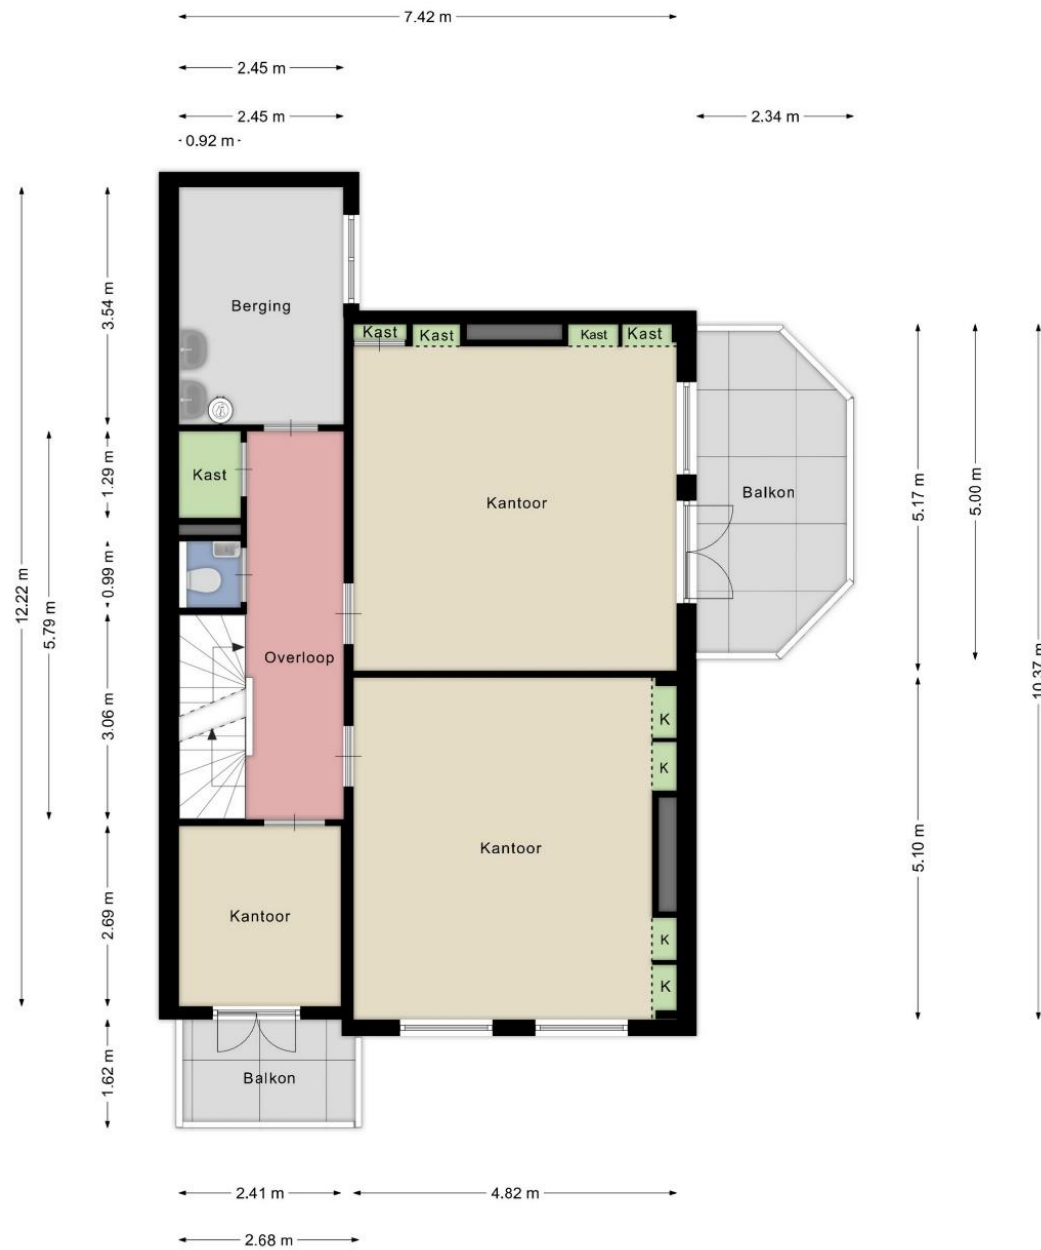 7.42 m
2.45 m
2.45 m
2.34 m
0.92 m
Berging
3.54 m
Kast
Kast
Kast
Kast
Kast
1.29 m
Kantoor
Balkon
5.17 m
5.00 m
0.99 m
12.22 m
5.79 m
Overloop
10.37 m
3.06 m
K
K
Kantoor
5.10 m
Kantoor
2.69 m
K
K
Balkon
1.62 m
2.41 m
4.82 m
2.68 m